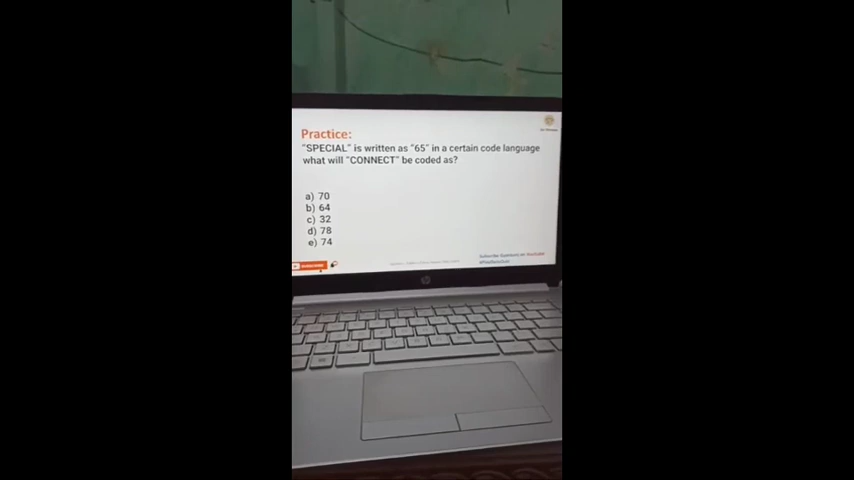 Practice:
"SPECIAL" is written as "65" in a certain code language
what will "CONNECT" be coded as?
a) 70
b) 64
c) 32
d) 78
e) 74